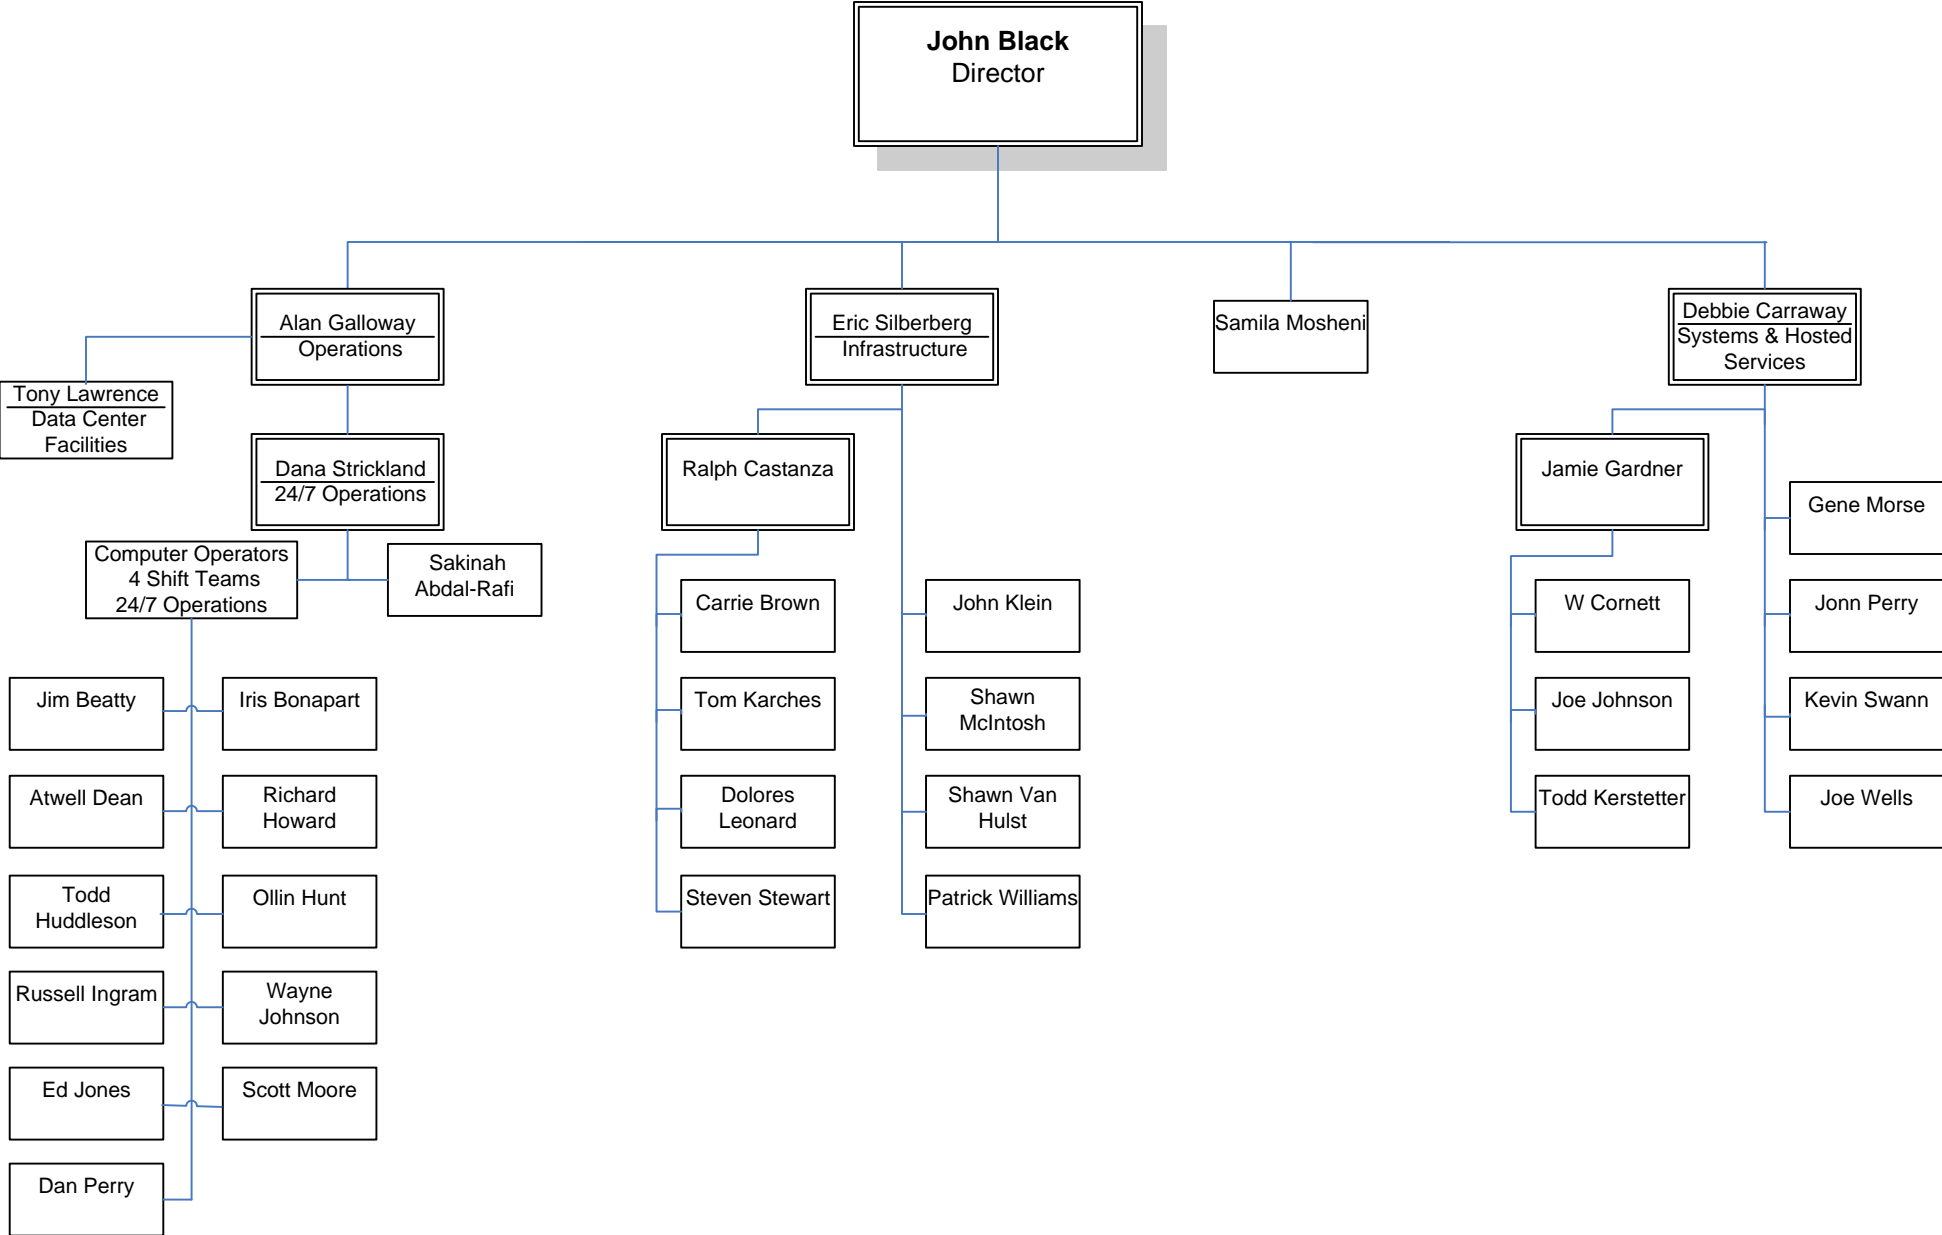 John Black
Director
Alan Galloway
Operations
Eric Silberberg
Infrastructure
Samila Mosheni
Debbie Carraway
Systems & Hosted
Services
Tony Lawrence
Data Center
Facilities
Dana Strickland
24/7 Operations
Ralph Castanza
Jamie Gardner
Gene Morse
Computer Operators
4 Shift Teams
24/7 Operations
Sakinah
Abdal-Rafi
Carrie Brown
John Klein
W Cornett
Jonn Perry
Jim Beatty
Iris Bonapart
Tom Karches
Shawn
McIntosh
Joe Johnson
Kevin Swann
Atwell Dean
Richard
Howard
Dolores
Leonard
Shawn Van
Hulst
Todd Kerstetter
Joe Wells
Todd
Huddleson
Ollin Hunt
Steven Stewart
Patrick Williams
Russell Ingram
Wayne
Johnson
Ed Jones
Scott Moore
Dan Perry